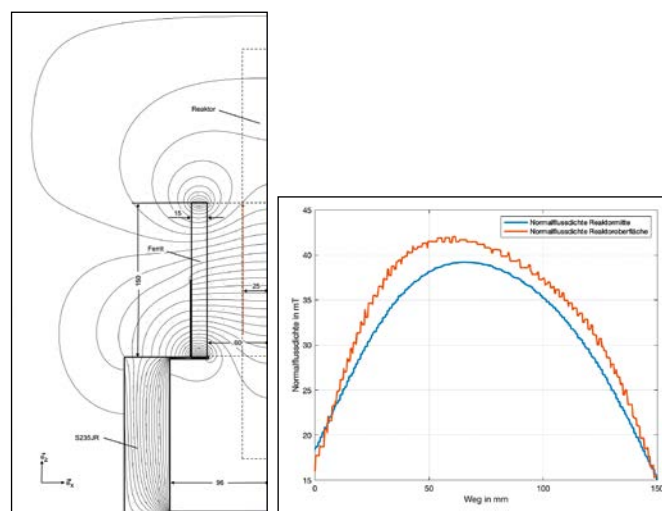 Reaktor
15
Ferrit
150
25
60
S235JR
96
Normalflussdichte Reaktormitte
Normalflussdichte Reaktoroberfläche
45
40
35
30
25
20
15
Normalflussdichte in mT
0
50
100
150
Weg in mm